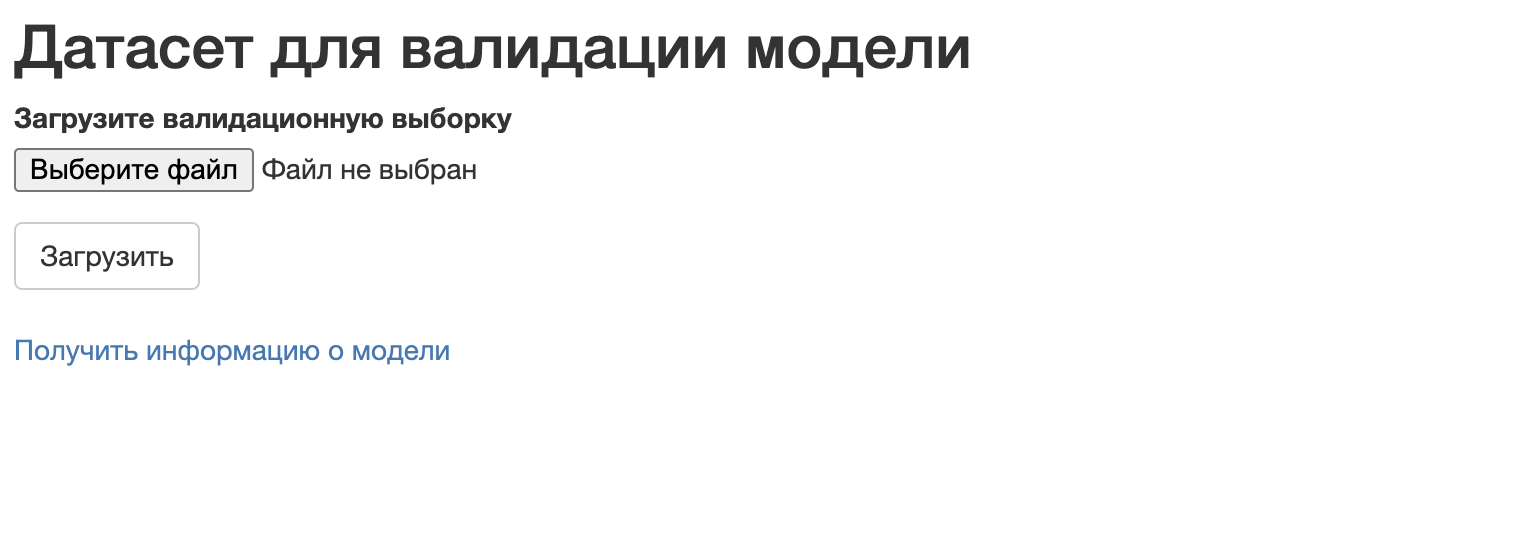 Датасет для валидации модели
Загрузите валидационную выборку
Выберите файл Файл не выбран
Загрузить
Получить информацию о модели